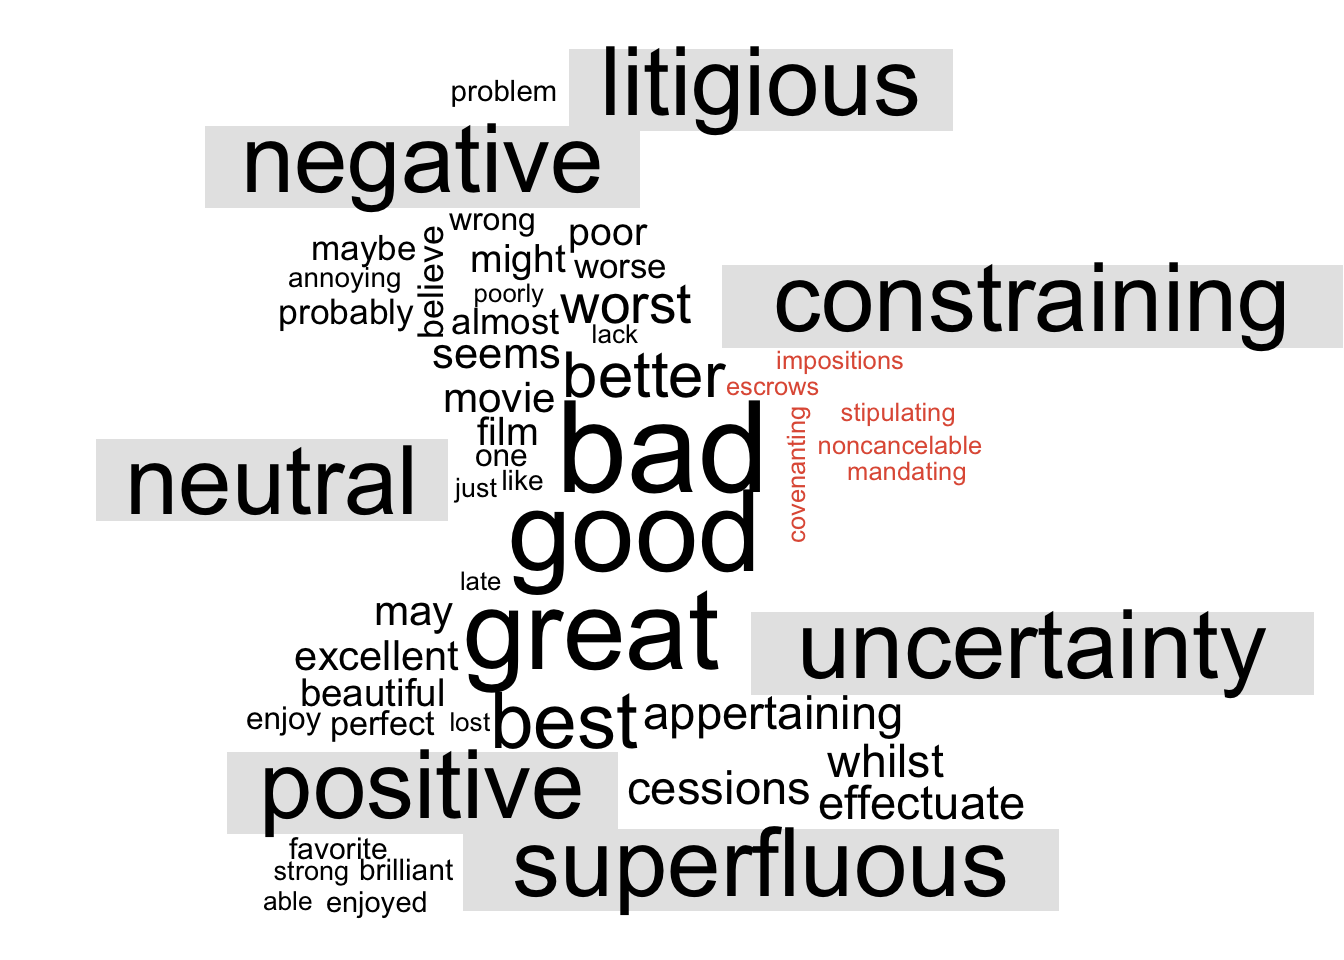 litigious
problem
negative
wrong
maybe
believe
poor
might
worse
annoying
poorly
probably
almost
worst
lack
constraining
seems
better
impositions
escrows
movie
bad
covenanting
stipulating
film
one
noncancelable
neutral
just
like
mandating
good
late
may
great
uncertainty
excellent
beautiful
enjoy
perfect
lost
best
appertaining
positive
cessions
whilst
effectuate
favorite
strong
brilliant
superfluous
able
enjoyed